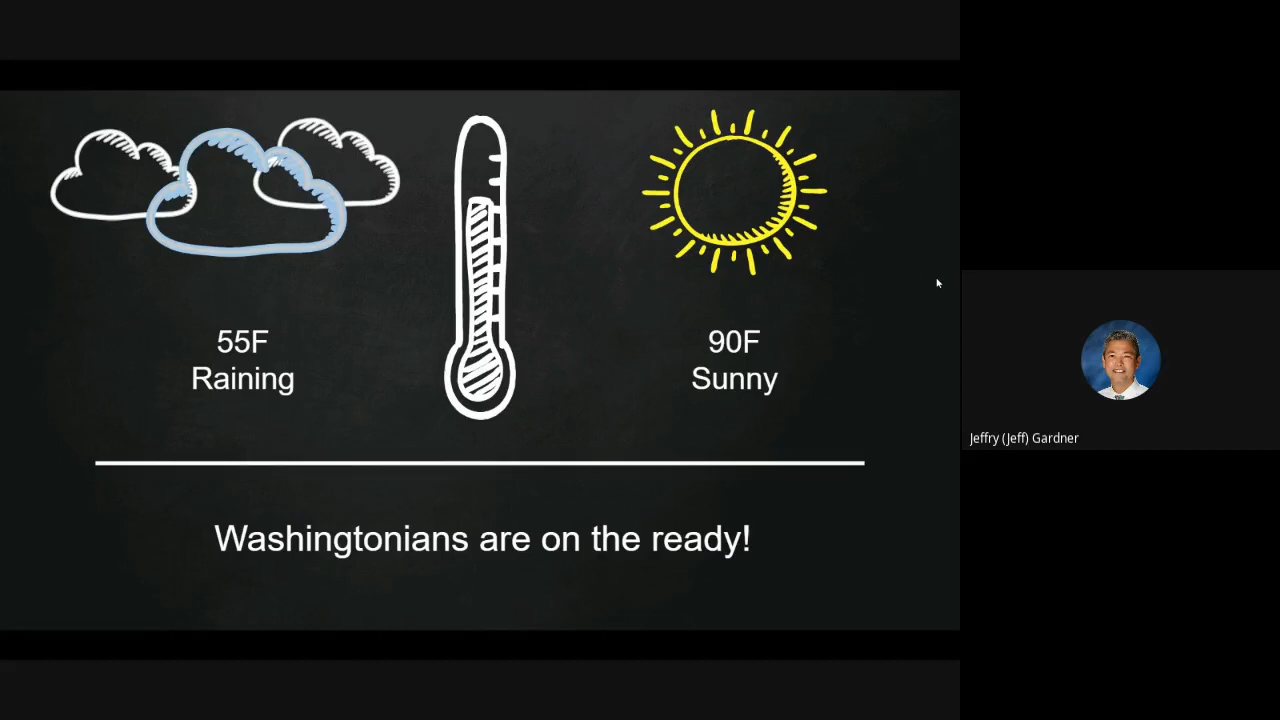 55F
Raining
90F
Sunny
Washingtonians are on the ready!
Jeffry (Jeff) Gardner